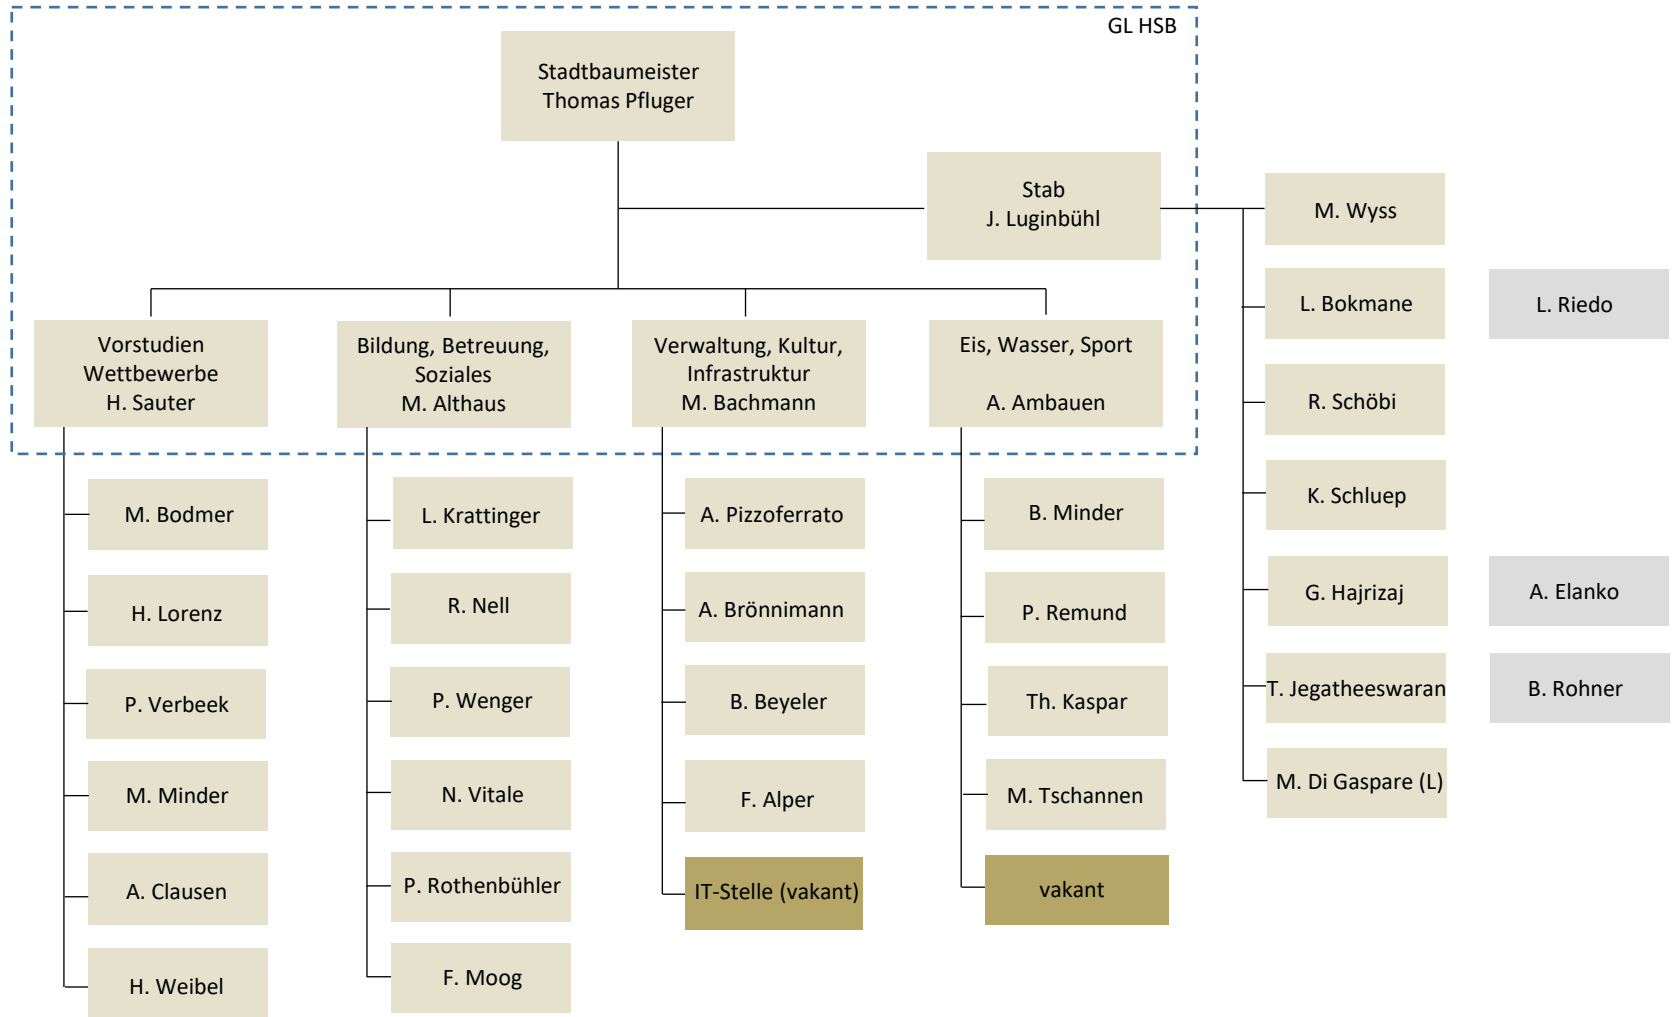 GL HSB
Stadtbaumeister
Thomas Pfluger
Stab
J. Luginbühl
Vorstudien
Wettbewerbe
H. Sauter
Bildung, Betreuung,
Soziales
M. Althaus
Verwaltung, Kultur,
Infrastruktur
M. Bachmann
Eis, Wasser, Sport
A. Ambauen
M. Bodmer
H. Lorenz
P. Verbeek
M. Minder
A. Clausen
H. Weibel
L. Krattinger
R. Nell
P. Wenger
N. Vitale
P. Rothenbühler
F. Moog
A. Pizzoferrato
A. Brönnimann
B. Beyeler
F. Alper
IT-Stelle (vakant)
B. Minder
P. Remund
Th. Kaspar
M. Tschannen
vakant
M. Wyss
L. Bokmane
L. Riedo
R. Schöbi
K. Schluep
G. Hajrizaj
A. Elanko
T. Jegatheeswaran
B. Rohner
M. Di Gaspare (L)